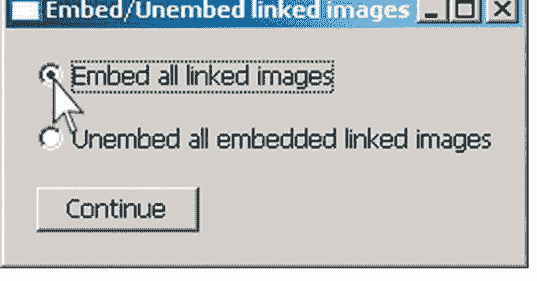 Embed/Unembed linked images
Embed all linked images
Unembed all embedded linked images
Continue